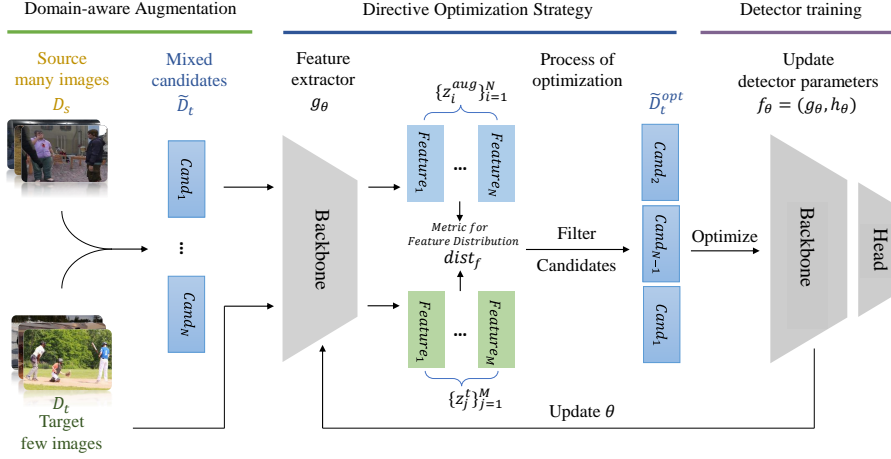 Domain-aware Augmentation
Directive Optimization Strategy
Detector training
Source
many images
D_s
Mixed
candidates
D̃_t
Cand_1
...
Cand_N
D_t
Target
few images
Feature
extractor
g_θ
Backbone
{z_i^{aug}}_{i=1}^N
Feature_1
...
Feature_N
Metric for
Feature Distribution
dist_f
Feature_1
...
Feature_M
{z_j^t}_{j=1}^M
Process of
optimization
Filter
Candidates
D̃_t^{opt}
Cand_2
Cand_{N−1}
Cand_1
Optimize
Update
detector parameters
f_θ = (g_θ, h_θ)
Backbone
Head
Update θ